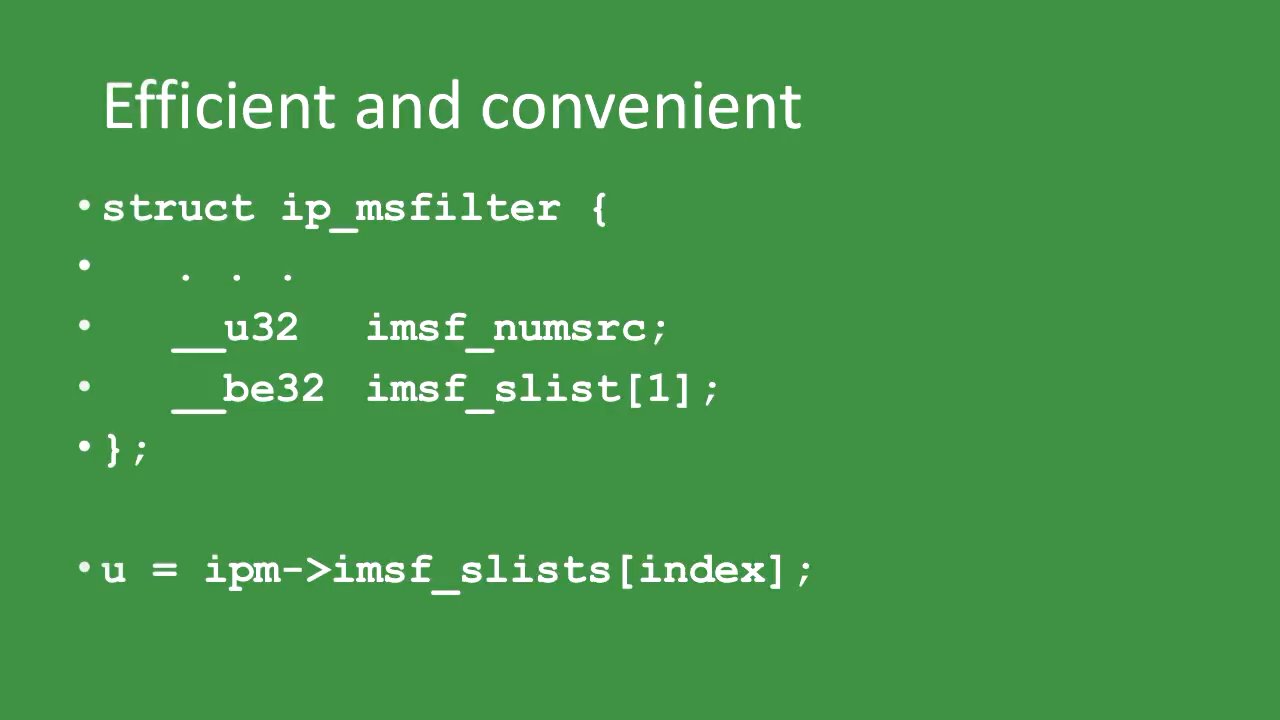 Efficient and convenient
• struct ip_msfilter {
• . . .
• __u32 imsf_numsrc;
• __be32 imsf_slist[1];
• };
• u = ipm->imsf_slists[index];